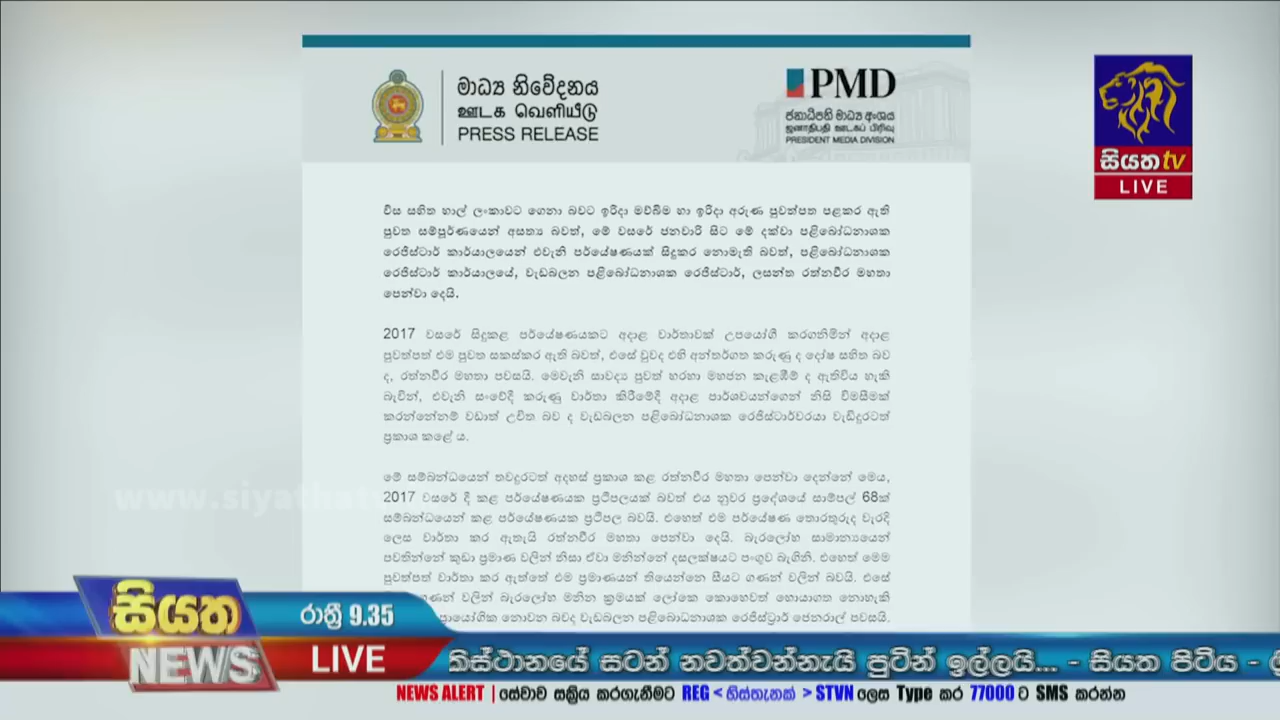 මාධ්‍ය නිවේදනය
ஊடக வெளியீடு
PRESS RELEASE
PMD
ජනාධිපති මාධ්‍ය අංශය
ஜனாதிபதி ஊடகப் பிரிவு
PRESIDENT MEDIA DIVISION
සියත tv
LIVE
විස සහිත හාල් ලංකාවට ගෙනා බවට ඉරිදා මව්බිම හා ඉරිදා අරුණ පුවත්පත පළකර ඇති
පුවත සම්පූර්ණයෙන් අසත්‍ය බවත්, මේ වසරේ ජනවාරි සිට මේ දක්වා පළිබෝධනාශක
රෙජිස්ටාර් කාර්යාලයෙන් එවැනි පර්යේෂණයක් සිදුකර නොමැති බවත්, පළිබෝධනාශක
රෙජිස්ටාර් කාර්යාලයේ, වැඩබලන පළිබෝධනාශක රෙජිස්ටාර්, ලසන්ත රත්නවීර මහතා
පෙන්වා දෙයි.
2017 වසරේ සිදුකළ පර්යේෂණයකට අදාළ වාර්තාවක් උපයෝගී කරගනිමින් අදාළ
පුවත්පත් එම පුවත සකස්කර ඇති බවත්, එසේ වුවද එහි අන්තර්ගත කරුණු ද දෝෂ සහිත බව
ද, රත්නවීර මහතා පවසයි. මෙවැනි සාවද්‍ය පුවත් හරහා මහජන කැළඹීම් ද ඇතිවිය හැකි
බැවින්, එවැනි සංවේදී කරුණු වාර්තා කිරීමේදී අදාළ පාර්ශවයන්ගෙන් නිසි විමසීමක්
කරන්නේනම් වඩාත් උචිත බව ද වැඩබලන පළිබෝධනාශක රෙජිස්ටාර්වරයා වැඩිදුරටත්
ප්‍රකාශ කළේ ය.
මේ සම්බන්ධයෙන් තවදුරටත් අදහස් ප්‍රකාශ කළ රත්නවීර මහතා පෙන්වා දෙන්නේ මෙය,
2017 වසරේ දී කළ පර්යේෂණයක ප්‍රථිපලයක් බවත් එය නුවර ප්‍රදේශයේ සාම්පල් 68ක්
සම්බන්ධයෙන් කළ පර්යේෂණයක ප්‍රථිපල බවයි. එහෙත් එම පර්යේෂණ තොරතුරුද වැරදි
ලෙස වාර්තා කර ඇතැයි රත්නවීර මහතා පෙන්වා දෙයි. බැරලෝහ සාමාන්‍යයෙන්
පවතින්නේ කුඩා ප්‍රමාණ වලින් නිසා ඒවා මනින්නේ දසලක්ෂයට පංගුව බැගිනි. එහෙත් මෙම
පුවත්පත් වාර්තා කර ඇත්තේ එම ප්‍රමාණයන් තියෙන්නෙ සීයට ගණන් වලින් බවයි. එසේ
ගණන් වලින් බැරලෝහ මනින ක්‍රමයක් ලෝකෙ කොහෙවත් හොයාගත නොහැකි
ප්‍රායෝගික නොවන බවද වැඩබලන පළිබෝධනාශක රෙජිස්ට්‍රාර් ජෙනරාල් පවසයි.
www.siyathatv
සියත
NEWS
රාත්‍රී 9.35
LIVE
කිස්ථානයේ සටන් නවත්වන්නැයි පුටින් ඉල්ලයි... - සියත පිටිය -
NEWS ALERT | සේවාව සක්‍රිය කරගැනීමට REG < හිස්තැනක් > STVN ලෙස Type කර 77000 ට SMS කරන්න